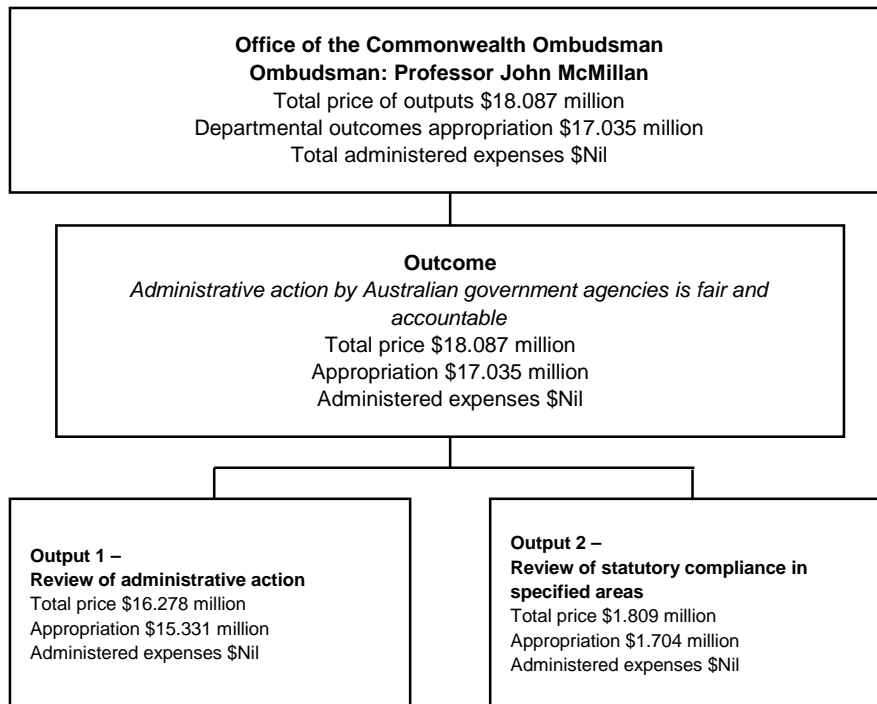 Office of the Commonwealth Ombudsman
Ombudsman: Professor John McMillan
Total price of outputs $18.087 million
Departmental outcomes appropriation $17.035 million
Total administered expenses $Nil
Outcome
Administrative action by Australian government agencies is fair and
accountable
Total price $18.087 million
Appropriation $17.035 million
Administered expenses $Nil
Output 1 –
Review of administrative action
Total price $16.278 million
Appropriation $15.331 million
Administered expenses $Nil
Output 2 –
Review of statutory compliance in
specified areas
Total price $1.809 million
Appropriation $1.704 million
Administered expenses $Nil